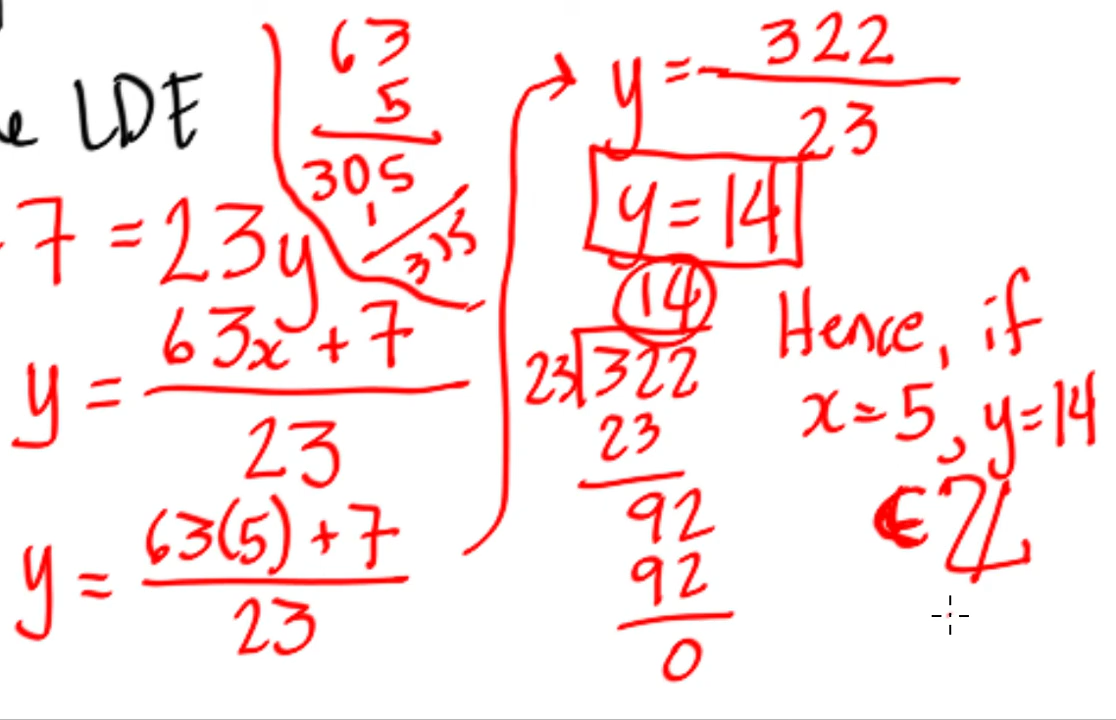 e LDE
7 = 23y
y = 63x + 7 / 23
y = 63(5) + 7 / 23
63
5
305
1
315
y = 322 / 23
y = 14
14
23)322
23
92
92
0
Hence, if
x = 5, y = 14
∈ ℤ